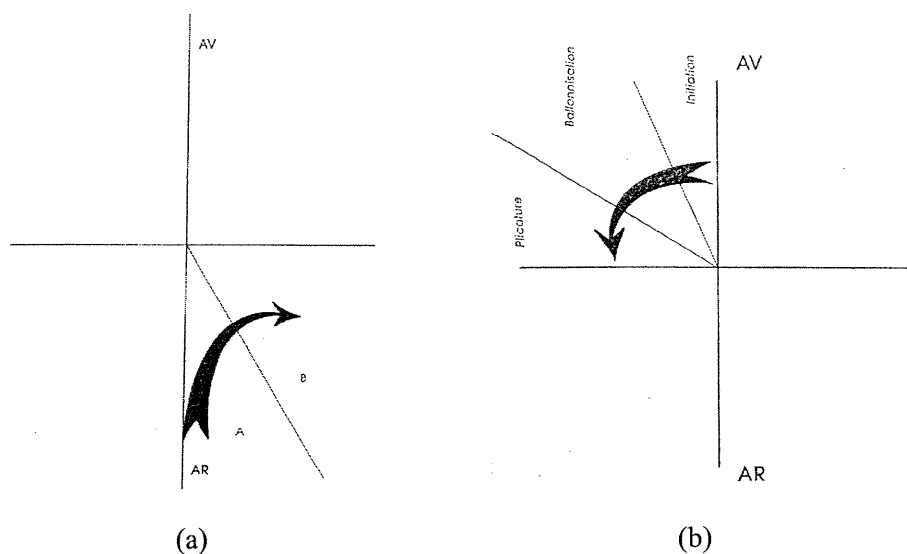 AV
B
A
AR
(a)
AV
Initiation
Ballonnisation
Plicature
AR
(b)